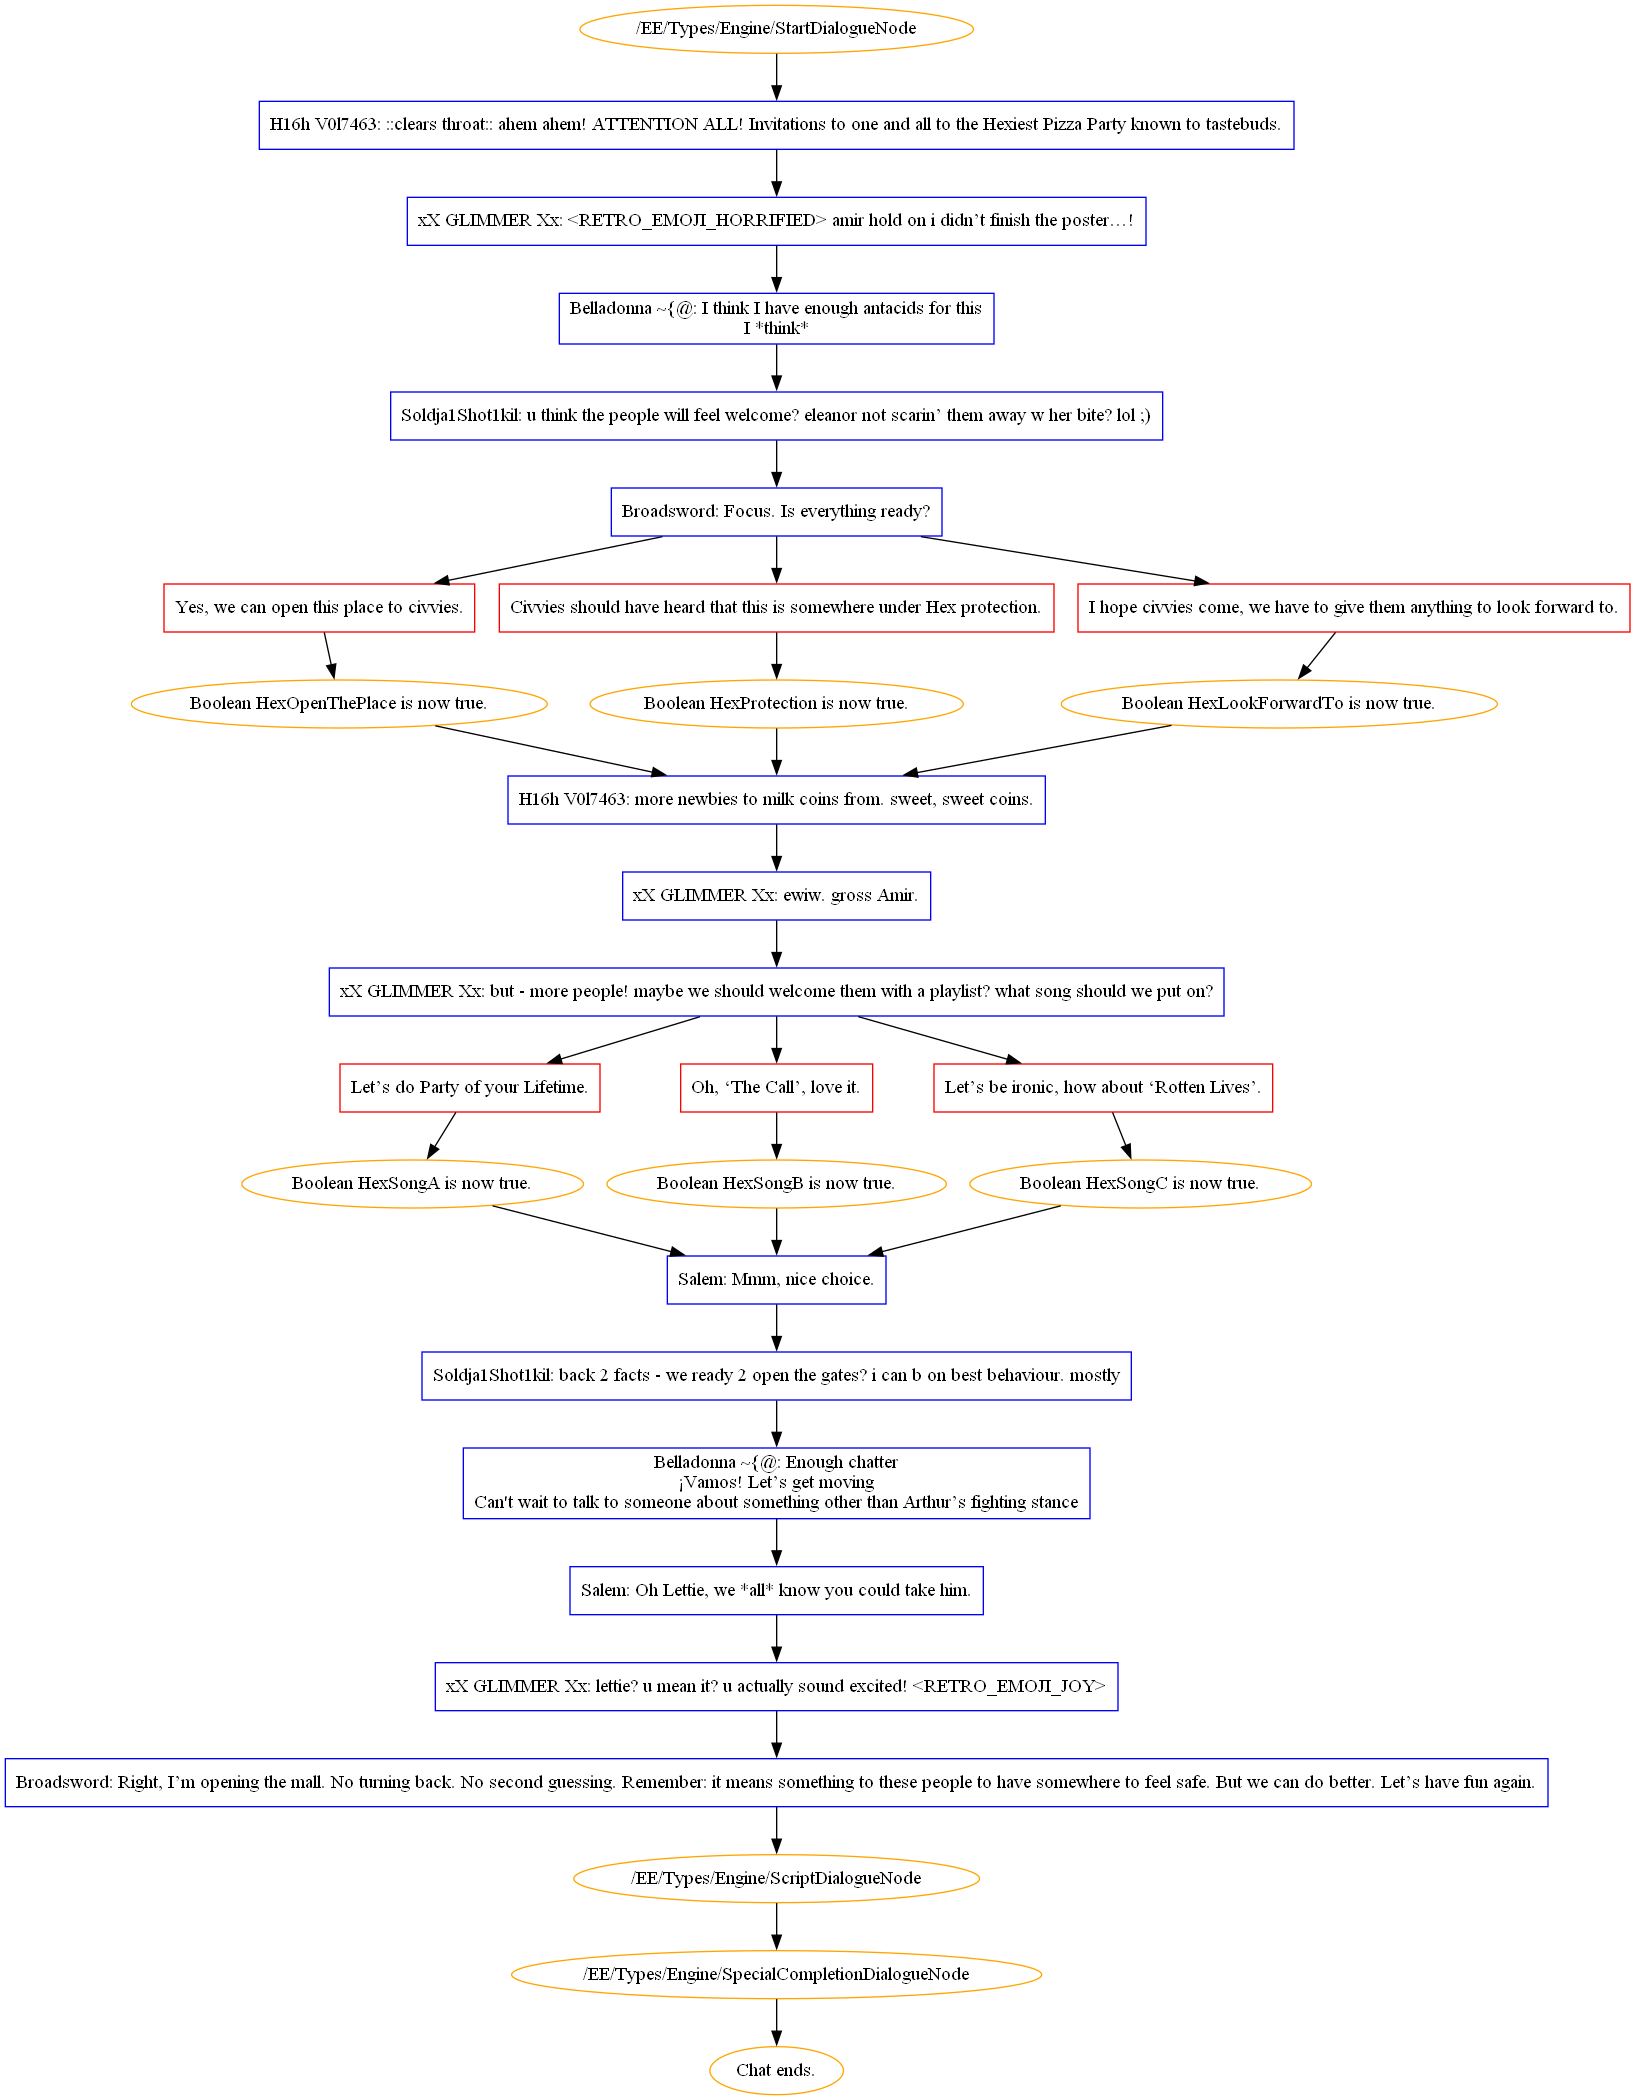 /EE/Types/Engine/StartDialogueNode
H16h V0l7463: ::clears throat:: ahem ahem! ATTENTION ALL! Invitations to one and all to the Hexiest Pizza Party known to tastebuds.
xX GLIMMER Xx: <RETRO_EMOJI_HORRIFIED> amir hold on i didn’t finish the poster…!
Belladonna ~{@: I think I have enough antacids for this
I *think*
Soldja1Shot1kil: u think the people will feel welcome? eleanor not scarin’ them away w her bite? lol ;)
Broadsword: Focus. Is everything ready?
Yes, we can open this place to civvies.
Civvies should have heard that this is somewhere under Hex protection.
I hope civvies come, we have to give them anything to look forward to.
Boolean HexOpenThePlace is now true.
Boolean HexProtection is now true.
Boolean HexLookForwardTo is now true.
H16h V0l7463: more newbies to milk coins from. sweet, sweet coins.
xX GLIMMER Xx: ewiw. gross Amir.
xX GLIMMER Xx: but - more people! maybe we should welcome them with a playlist? what song should we put on?
Let’s do Party of your Lifetime.
Oh, ‘The Call’, love it.
Let’s be ironic, how about ‘Rotten Lives’.
Boolean HexSongA is now true.
Boolean HexSongB is now true.
Boolean HexSongC is now true.
Salem: Mmm, nice choice.
Soldja1Shot1kil: back 2 facts - we ready 2 open the gates? i can b on best behaviour. mostly
Belladonna ~{@: Enough chatter
¡Vamos! Let’s get moving
Can't wait to talk to someone about something other than Arthur’s fighting stance
Salem: Oh Lettie, we *all* know you could take him.
xX GLIMMER Xx: lettie? u mean it? u actually sound excited! <RETRO_EMOJI_JOY>
Broadsword: Right, I’m opening the mall. No turning back. No second guessing. Remember: it means something to these people to have somewhere to feel safe. But we can do better. Let’s have fun again.
/EE/Types/Engine/ScriptDialogueNode
/EE/Types/Engine/SpecialCompletionDialogueNode
Chat ends.